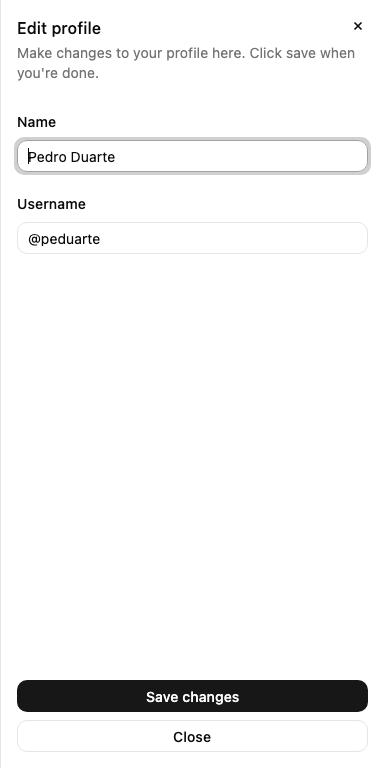 Edit profile
Make changes to your profile here. Click save when
you're done.
Name
Pedro Duarte
Username
@peduarte
Save changes
Close